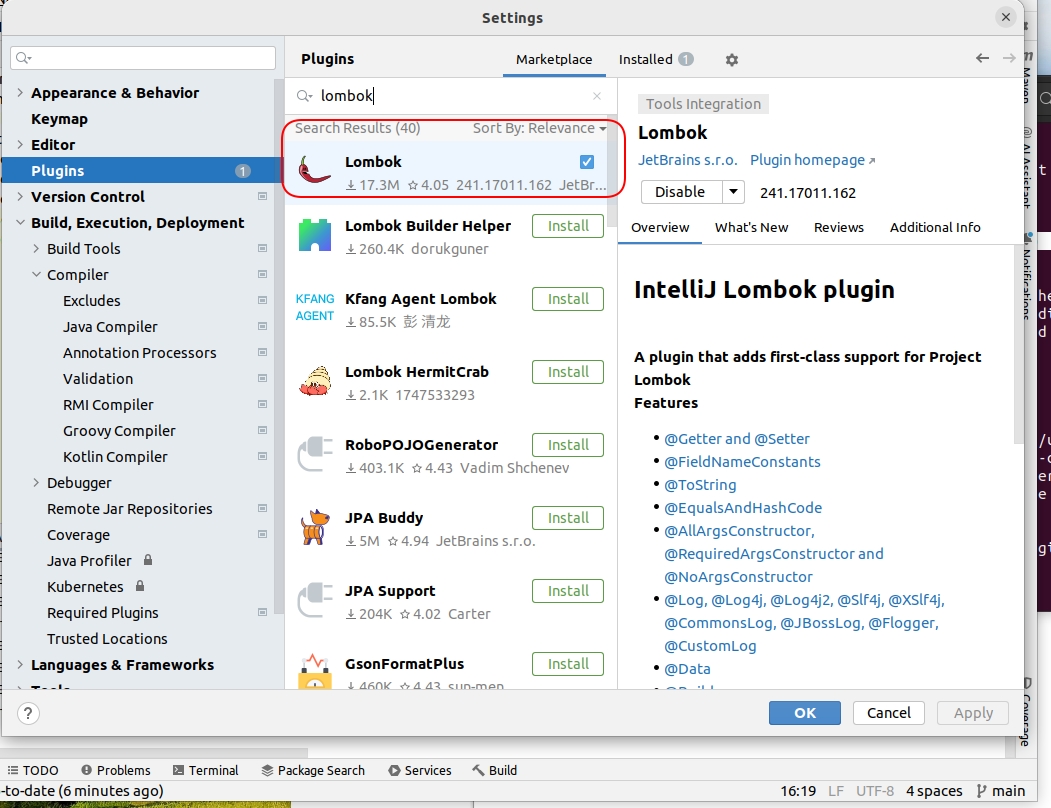 Settings
Plugins
Marketplace
Installed 1
Appearance & Behavior
Keymap
Editor
Plugins 1
Version Control
Build, Execution, Deployment
Build Tools
Compiler
Excludes
Java Compiler
Annotation Processors
Validation
RMI Compiler
Groovy Compiler
Kotlin Compiler
Debugger
Remote Jar Repositories
Coverage
Java Profiler
Kubernetes
Required Plugins
Trusted Locations
Languages & Frameworks
Tools
lombok
Search Results (40) Sort By: Relevance
Lombok
17.3M 4.05 241.17011.162 JetBr...
Lombok Builder Helper Install
260.4K dorukguner
KFANG AGENT
Kfang Agent Lombok Install
85.5K 彭 清龙
Lombok HermitCrab Install
2.1K 1747533293
RoboPOJOGenerator Install
403.1K 4.43 Vadim Shchenev
JPA Buddy Install
5M 4.94 JetBrains s.r.o.
JPA Support Install
204K 4.02 Carter
GsonFormatPlus Install
460K 4.43 sun-men
Tools Integration
Lombok
JetBrains s.r.o. Plugin homepage
Disable 241.17011.162
Overview What's New Reviews Additional Info
IntelliJ Lombok plugin
A plugin that adds first-class support for Project
Lombok
Features
@Getter and @Setter
@FieldNameConstants
@ToString
@EqualsAndHashCode
@AllArgsConstructor,
@RequiredArgsConstructor and
@NoArgsConstructor
@Log, @Log4j, @Log4j2, @Slf4j, @XSlf4j,
@CommonsLog, @JBossLog, @Flogger,
@CustomLog
@Data
? OK Cancel Apply
Maven
AI Assistant
Notifications
Coverage
TODO Problems Terminal Package Search Services Build
-to-date (6 minutes ago) 16:19 LF UTF-8 4 spaces main